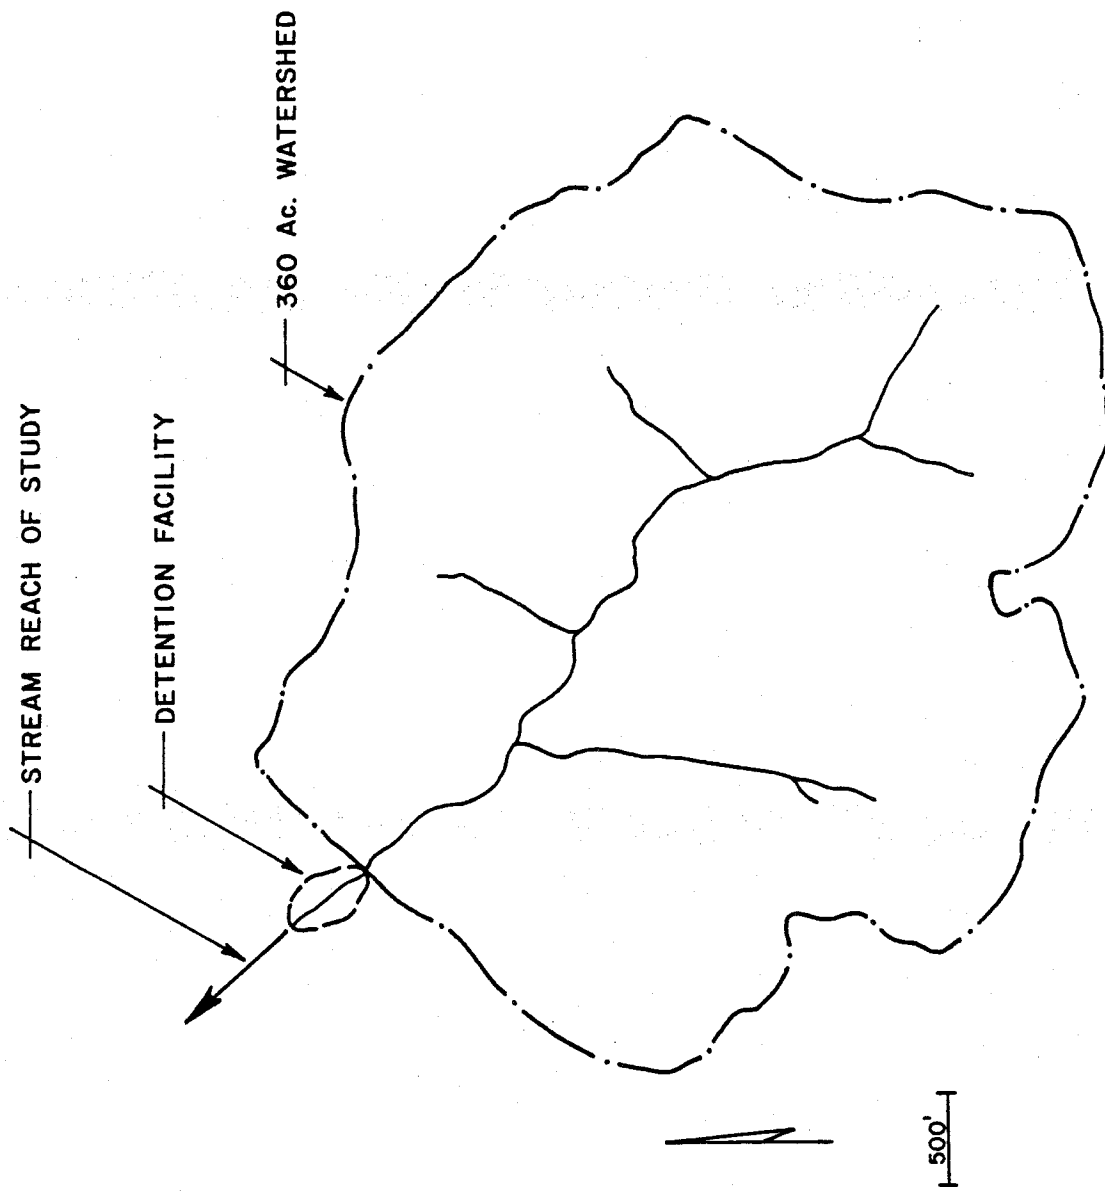 STREAM REACH OF STUDY
DETENTION FACILITY
360 Ac. WATERSHED
500'